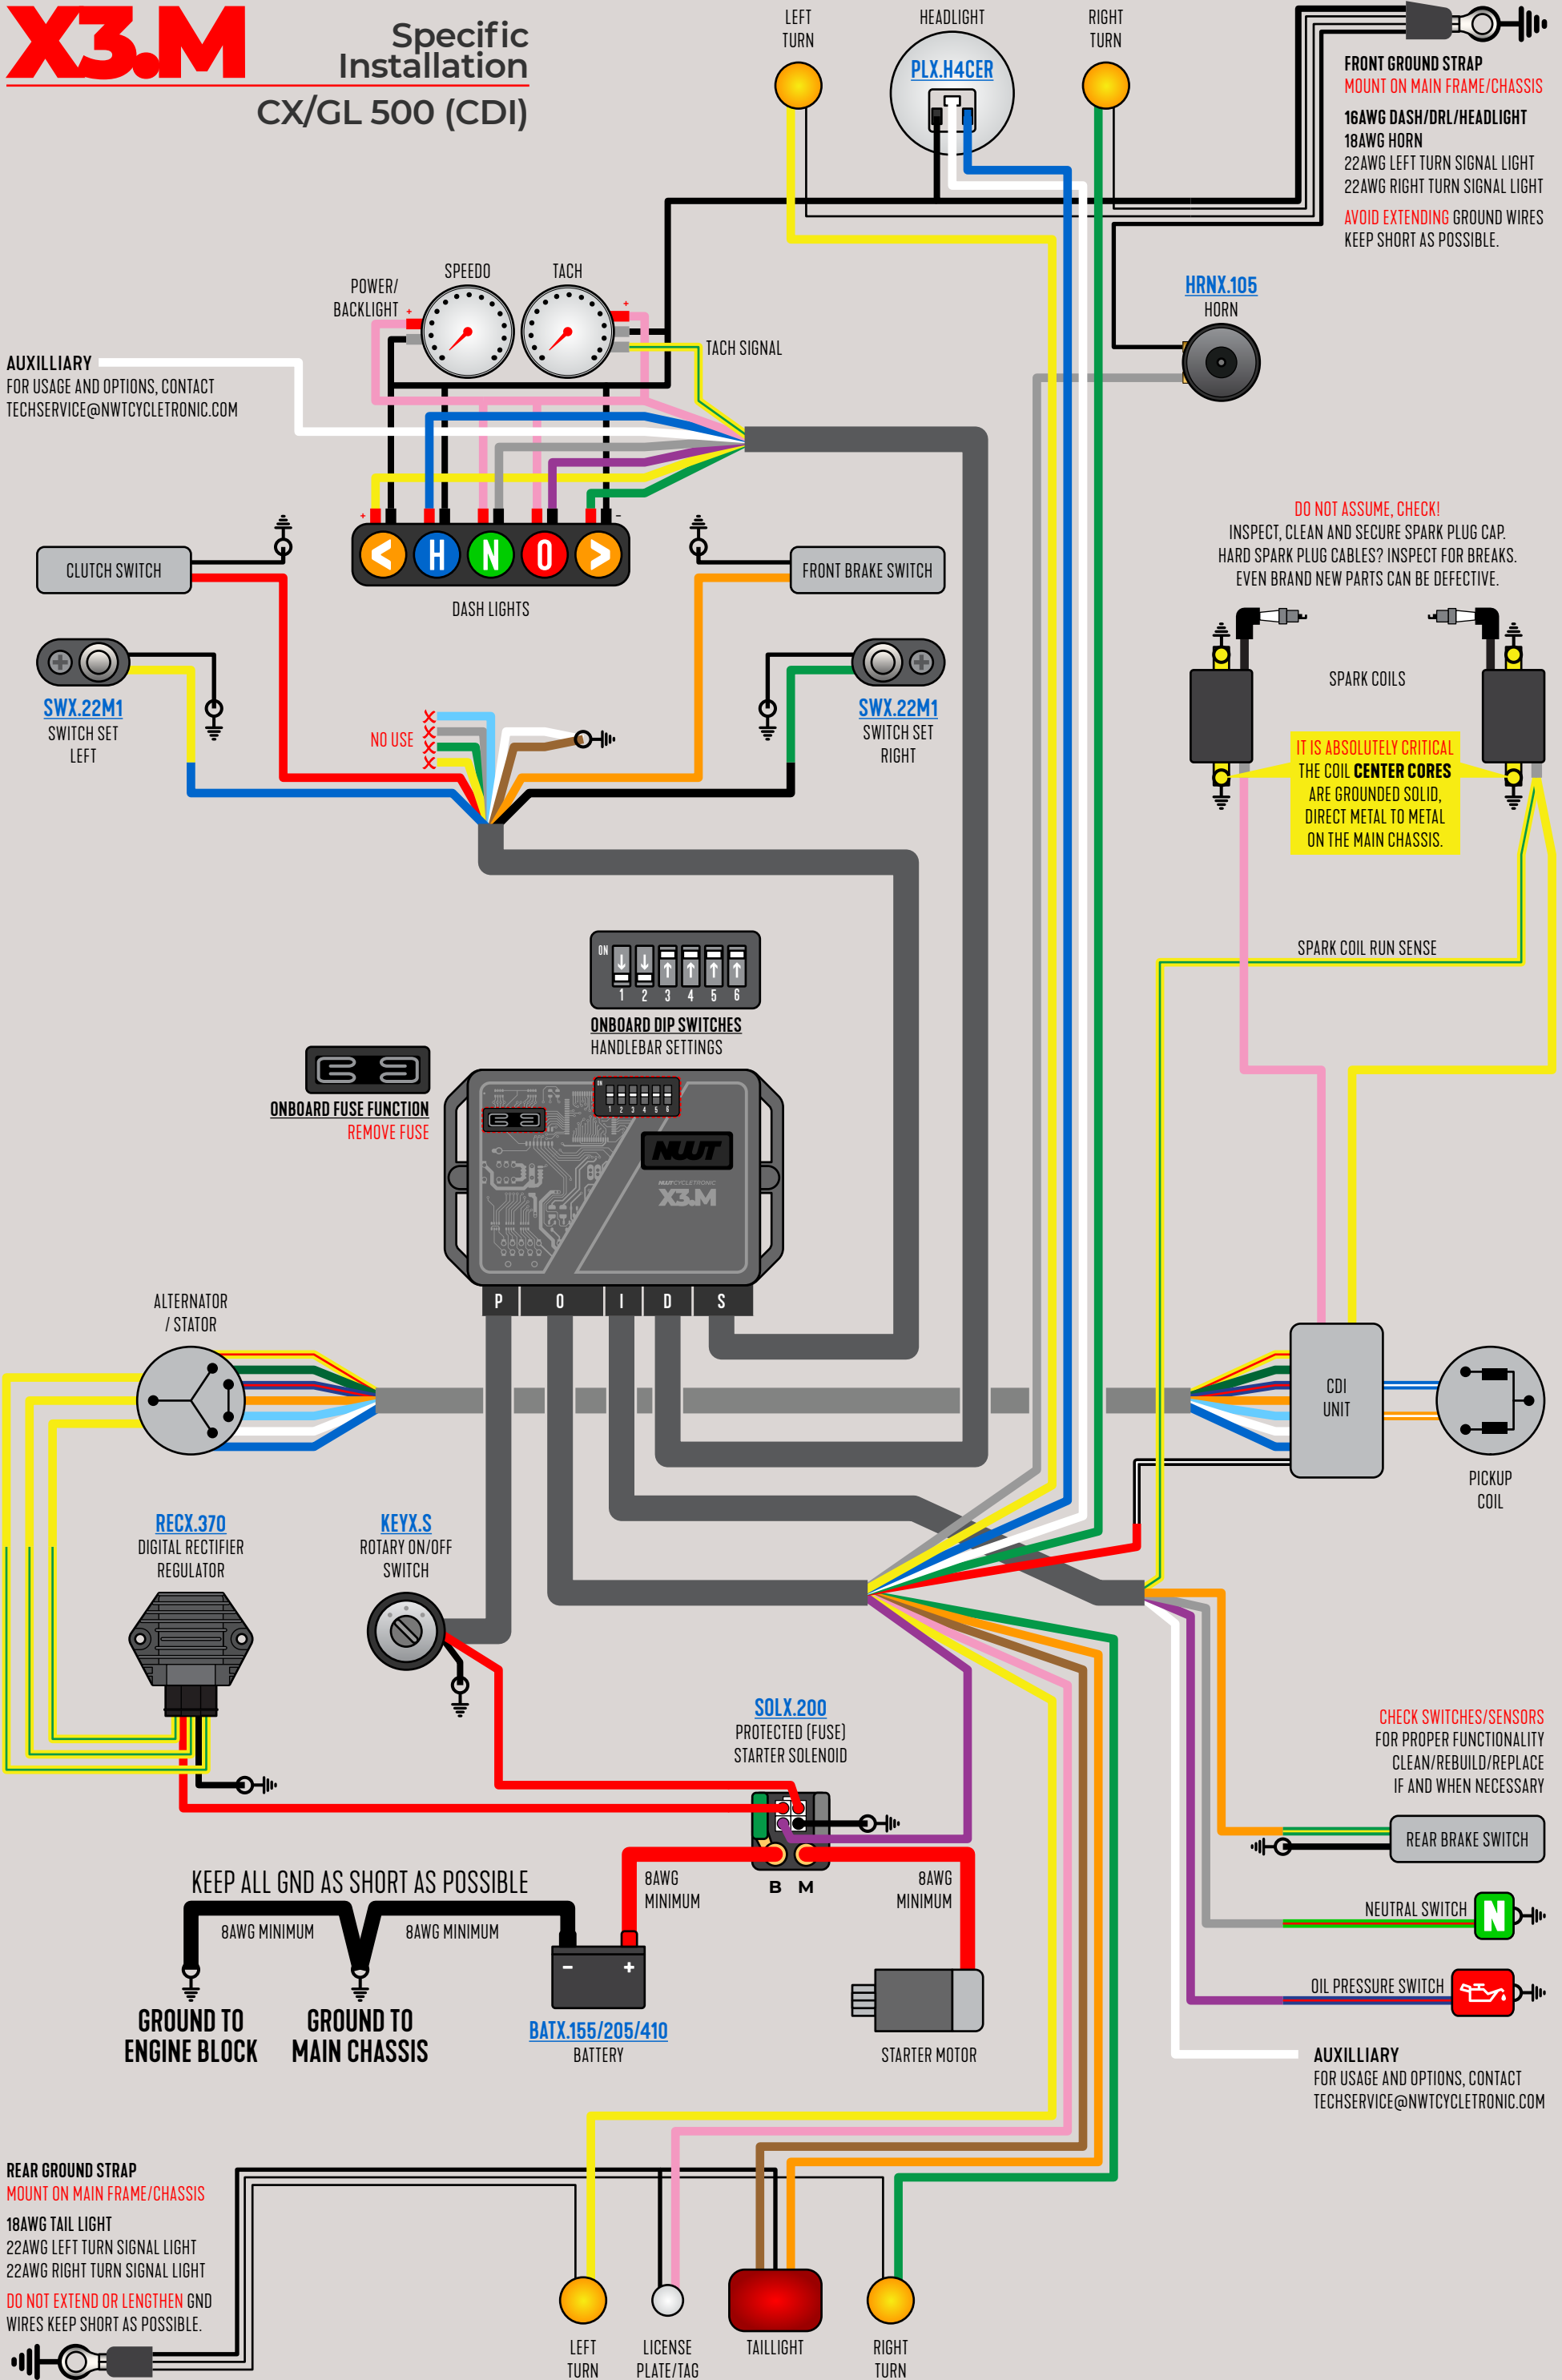 X3.M
Specific
Installation
CX/GL 500 (CDI)
LEFT
TURN
HEADLIGHT
PLX.H4CER
RIGHT
TURN
FRONT GROUND STRAP
MOUNT ON MAIN FRAME/CHASSIS
16AWG DASH/DRL/HEADLIGHT
18AWG HORN
22AWG LEFT TURN SIGNAL LIGHT
22AWG RIGHT TURN SIGNAL LIGHT
AVOID EXTENDING GROUND WIRES
KEEP SHORT AS POSSIBLE.
POWER/
BACKLIGHT
SPEEDO
TACH
+
+
TACH SIGNAL
HRNX.105
HORN
AUXILLIARY
FOR USAGE AND OPTIONS, CONTACT
TECHSERVICE@NWTCYCLETRONIC.COM
+
-
< H N O >
DASH LIGHTS
CLUTCH SWITCH
FRONT BRAKE SWITCH
SWX.22M1
SWITCH SET
LEFT
NO USE
X
X
X
X
SWX.22M1
SWITCH SET
RIGHT
DO NOT ASSUME, CHECK!
INSPECT, CLEAN AND SECURE SPARK PLUG CAP.
HARD SPARK PLUG CABLES? INSPECT FOR BREAKS.
EVEN BRAND NEW PARTS CAN BE DEFECTIVE.
SPARK COILS
IT IS ABSOLUTELY CRITICAL
THE COIL CENTER CORES
ARE GROUNDED SOLID,
DIRECT METAL TO METAL
ON THE MAIN CHASSIS.
SPARK COIL RUN SENSE
ON
1 2 3 4 5 6
ONBOARD DIP SWITCHES
HANDLEBAR SETTINGS
ONBOARD FUSE FUNCTION
REMOVE FUSE
ON
1 2 3 4 5 6
NWT
NWTCYCLETRONIC
X3.M
P O I D S
ALTERNATOR
/ STATOR
CDI
UNIT
PICKUP
COIL
RECX.370
DIGITAL RECTIFIER
REGULATOR
KEYX.S
ROTARY ON/OFF
SWITCH
SOLX.200
PROTECTED (FUSE)
STARTER SOLENOID
B M
CHECK SWITCHES/SENSORS
FOR PROPER FUNCTIONALITY
CLEAN/REBUILD/REPLACE
IF AND WHEN NECESSARY
REAR BRAKE SWITCH
NEUTRAL SWITCH
N
OIL PRESSURE SWITCH
KEEP ALL GND AS SHORT AS POSSIBLE
8AWG MINIMUM
8AWG MINIMUM
8AWG
MINIMUM
8AWG
MINIMUM
- +
GROUND TO
ENGINE BLOCK
GROUND TO
MAIN CHASSIS
BATX.155/205/410
BATTERY
STARTER MOTOR
AUXILLIARY
FOR USAGE AND OPTIONS, CONTACT
TECHSERVICE@NWTCYCLETRONIC.COM
REAR GROUND STRAP
MOUNT ON MAIN FRAME/CHASSIS
18AWG TAIL LIGHT
22AWG LEFT TURN SIGNAL LIGHT
22AWG RIGHT TURN SIGNAL LIGHT
DO NOT EXTEND OR LENGTHEN GND
WIRES KEEP SHORT AS POSSIBLE.
LEFT
TURN
LICENSE
PLATE/TAG
TAILLIGHT
RIGHT
TURN